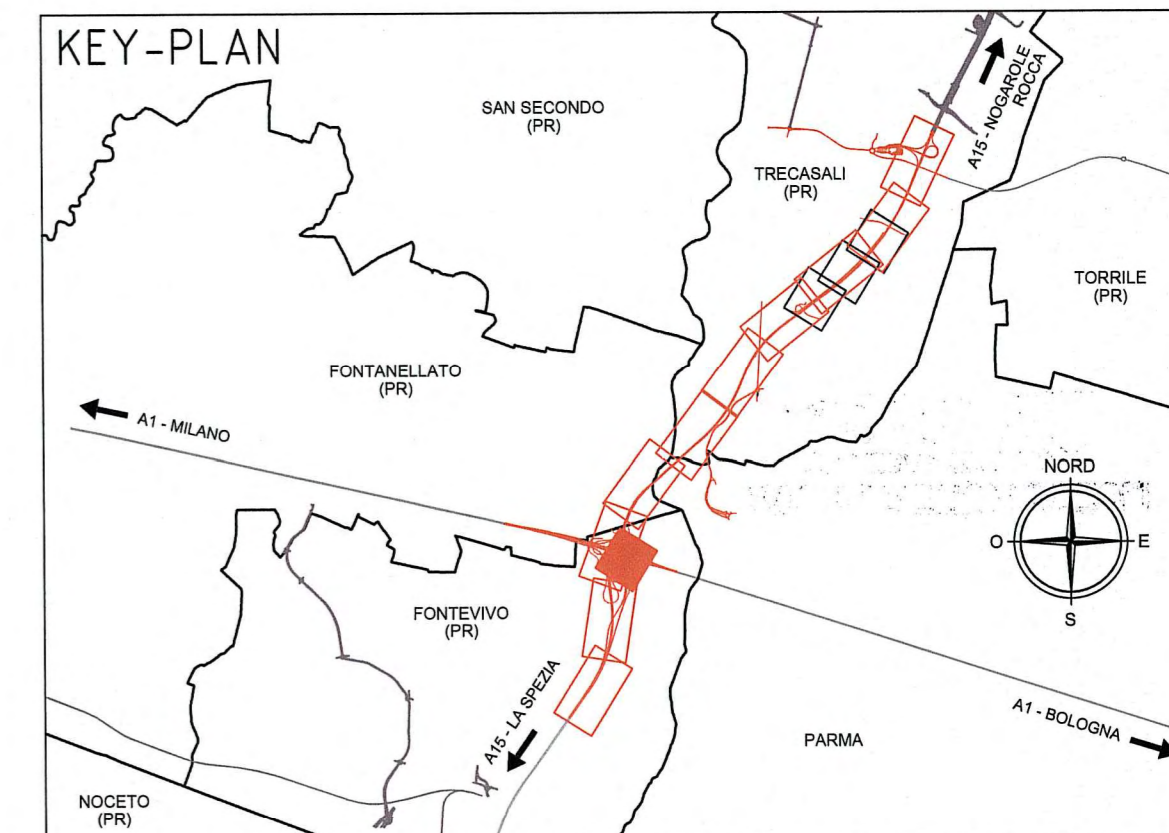 KEY-PLAN
SAN SECONDO
(PR)
A15 - NOGAROLE
ROCCA
TRECASALI
(PR)
TORRILE
(PR)
FONTANELLATO
(PR)
A1 - MILANO
NORD
O
E
S
FONTEVIVO
(PR)
A15 - LA SPEZIA
A1 - BOLOGNA
PARMA
NOCETO
(PR)